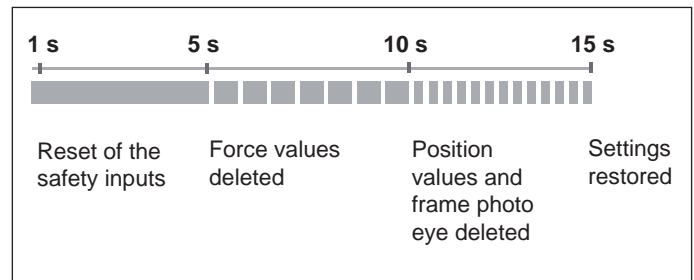 1 s 5 s 10 s 15 s
Reset of the
safety inputs
Force values
deleted
Position
values and
frame photo
eye deleted
Settings
restored